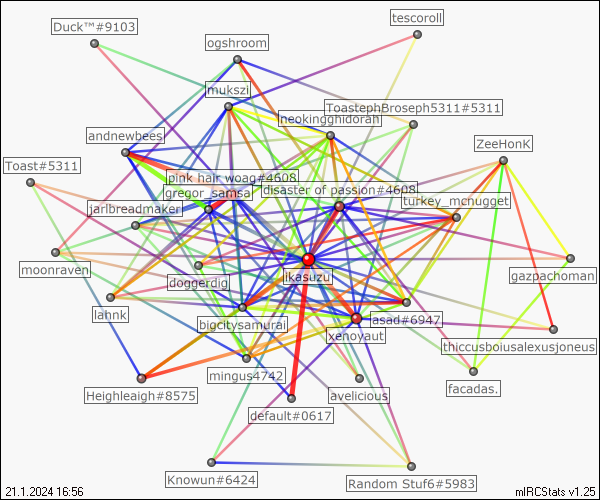 tescoroll
Duck™#9103
ogshroom
mukszi
ToastephBroseph5311#5311
neokingghidorah
andnewbees
ZeeHonK
Toast#5311
pink hair woag#4608
gregor_samsa
disaster of passion#4608
turkey_mcnugget
jarlbreadmaker
moonraven
doggerdig
ikasuzu
gazpachoman
lahnk
bigcitysamurai
asad#6947
xenoyaut
thiccusboiusalexusjoneus
mingus4742
facadas.
Heighleaigh#8575
avelicious
default#0617
Knowun#6424
Random Stuf6#5983
21.1.2024 16:56
mIRCStats v1.25